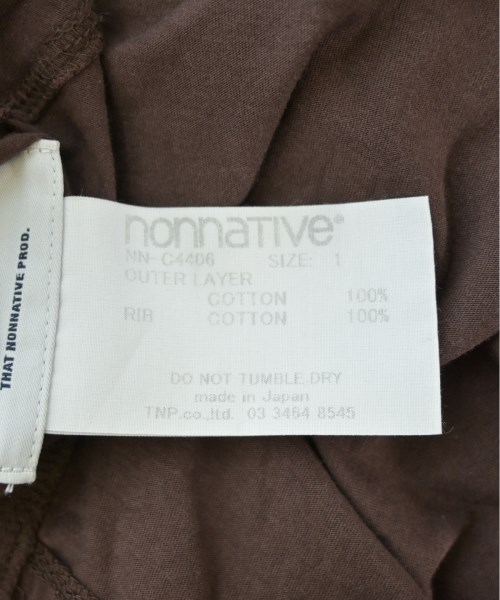 nonnative®
NN-C4406 SIZE: 1
OUTER LAYER
COTTON 100%
RIB COTTON 100%
DO NOT TUMBLE DRY
made in Japan
TNP.co.,ltd. 03 3464 8545
THAT NONNATIVE PROD.